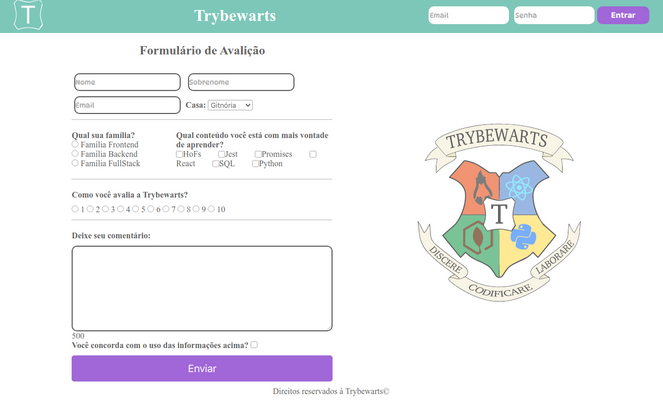 T
Trybewarts
Email
Senha
Entrar
Formulário de Avalição
Nome
Sobrenome
Email
Casa: Gitnória
Qual sua família?
Família Frontend
Família Backend
Família FullStack
Qual conteúdo você está com mais vontade
de aprender?
HoFs Jest Promises
React SQL Python
Como você avalia a Trybewarts?
1 2 3 4 5 6 7 8 9 10
Deixe seu comentário:
500
Você concorda com o uso das informações acima?
Enviar
TRYBEWARTS
T
DISCERE
CODIFICARE
LABORARE
Direitos reservados à Trybewarts©